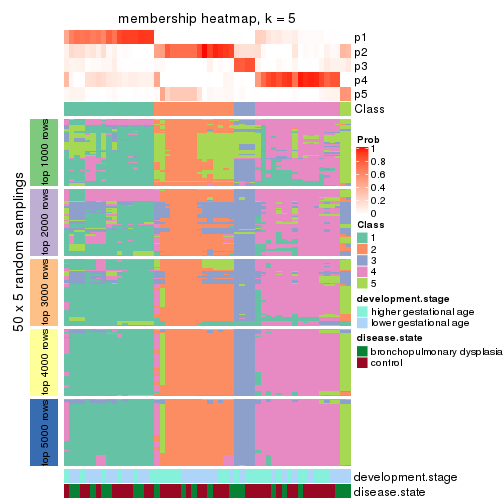 membership heatmap, k = 5
p1
p2
p3
p4
p5
Class
50 x 5 random samplings
top 1000 rows
top 2000 rows
top 3000 rows
top 4000 rows
top 5000 rows
Prob
1
0.8
0.6
0.4
0.2
0
Class
1
2
3
4
5
development.stage
higher gestational age
lower gestational age
disease.state
bronchopulmonary dysplasia
control
development.stage
disease.state